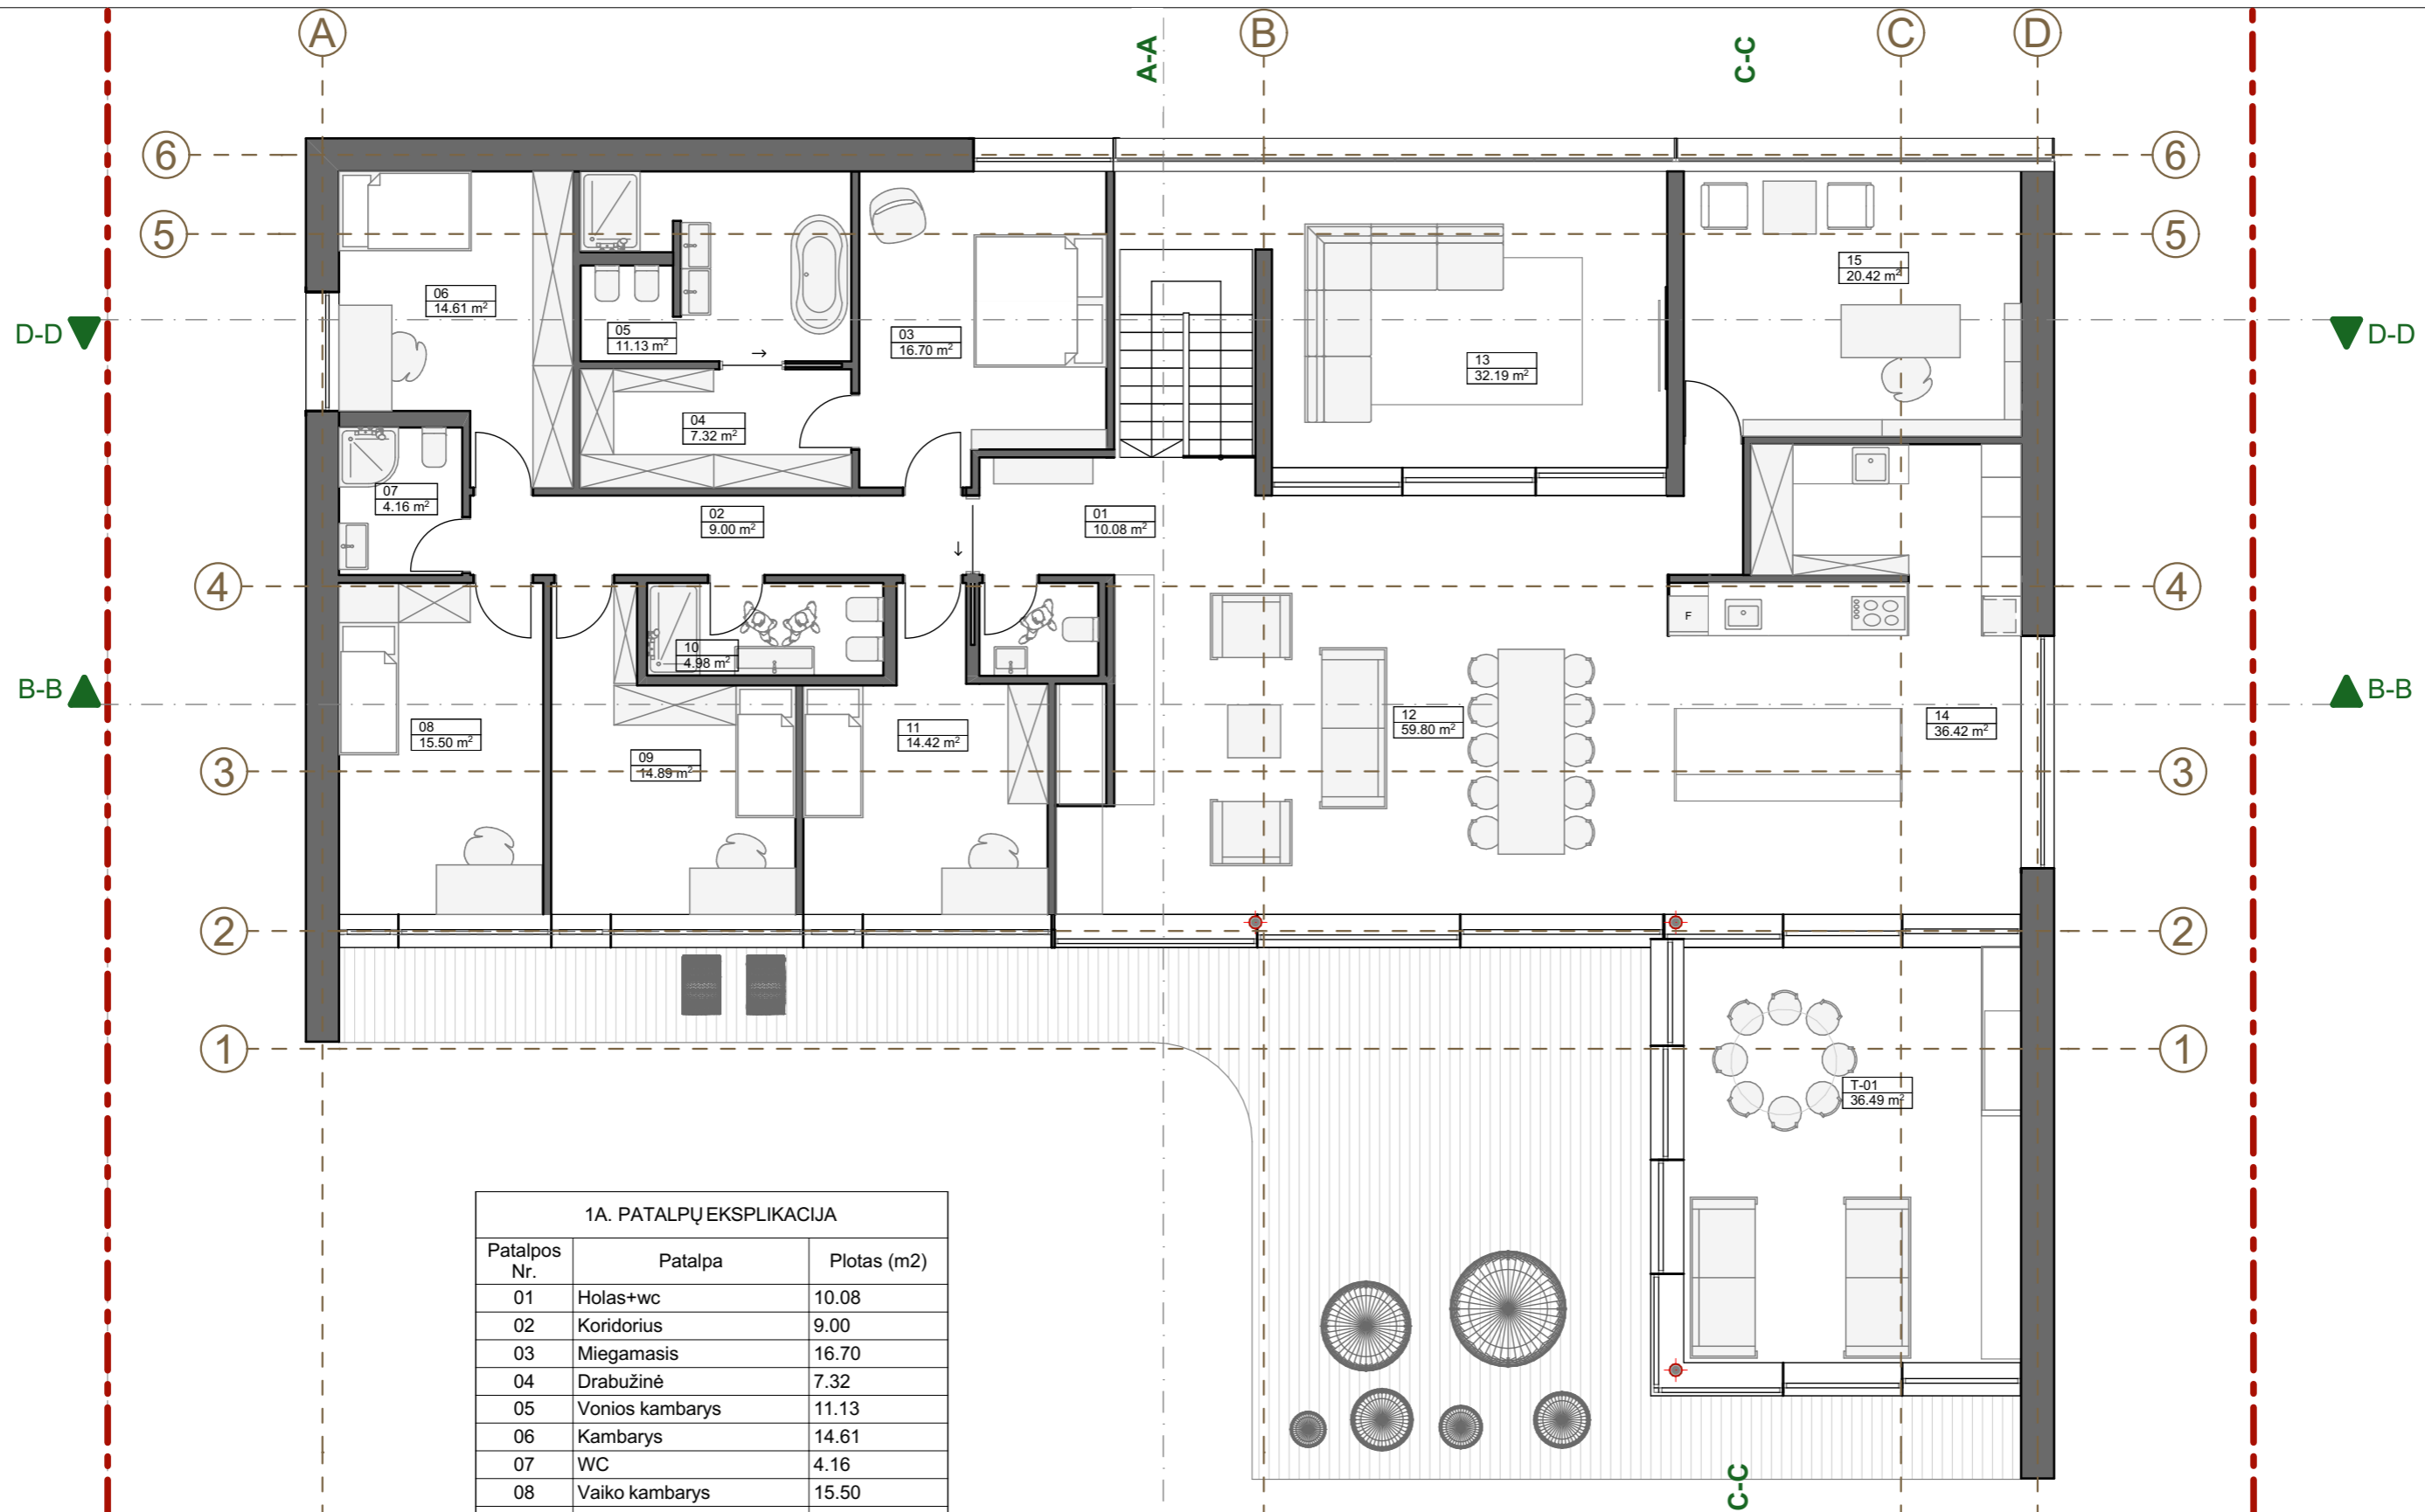 A
B
C
D
A-A
C-C
6
6
5
5
15
20.42 m²
06
14.61 m²
D-D
D-D
05
11.13 m²
03
16.70 m²
13
32.19 m²
04
7.32 m²
07
4.16 m²
02
9.00 m²
01
10.08 m²
4
4
F
10
4.98 m²
B-B
B-B
08
15.50 m²
11
14.42 m²
12
59.80 m²
14
36.42 m²
09
14.89 m²
3
3
2
2
1
1
T-01
36.49 m²
1A. PATALPŲ EKSPLIKACIJA
Patalpos Nr. Patalpa Plotas (m2)
01 Holas+wc 10.08
02 Koridorius 9.00
03 Miegamasis 16.70
04 Drabužinė 7.32
05 Vonios kambarys 11.13
06 Kambarys 14.61
07 WC 4.16
08 Vaiko kambarys 15.50
C-C